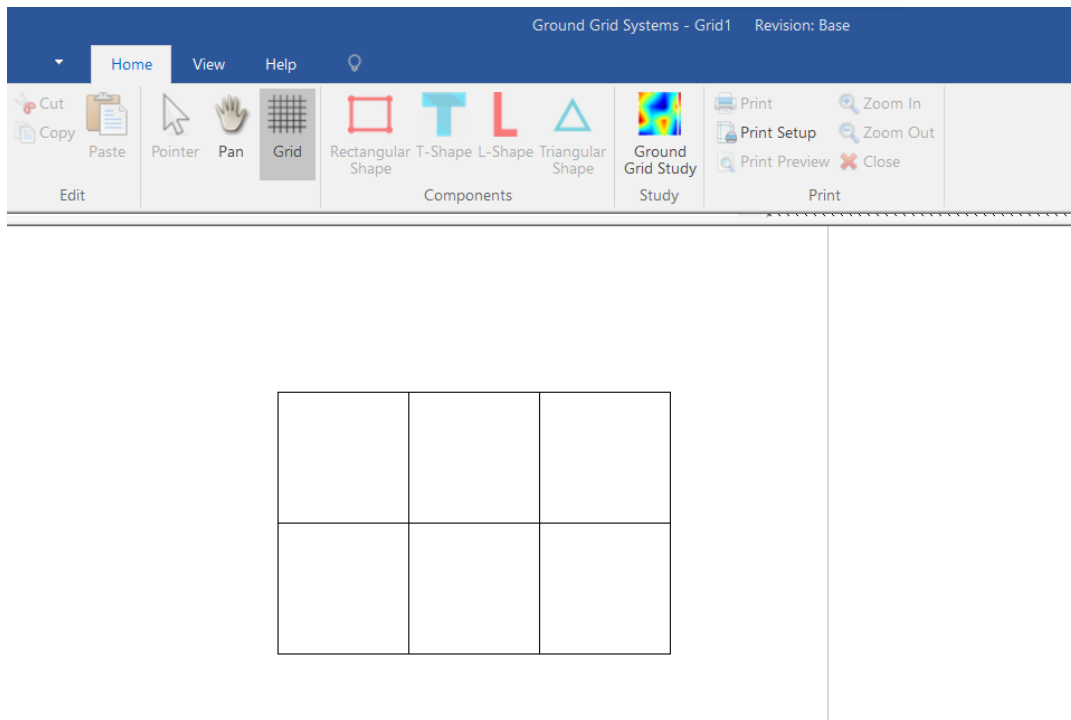 Ground Grid Systems - Grid1 Revision: Base
Home View Help
Cut
Copy
Paste
Pointer
Pan
Grid
Rectangular
Shape
T-Shape
L-Shape
Triangular
Shape
Ground
Grid Study
Print
Print Setup
Print Preview
Zoom In
Zoom Out
Close
Edit
Components
Study
Print